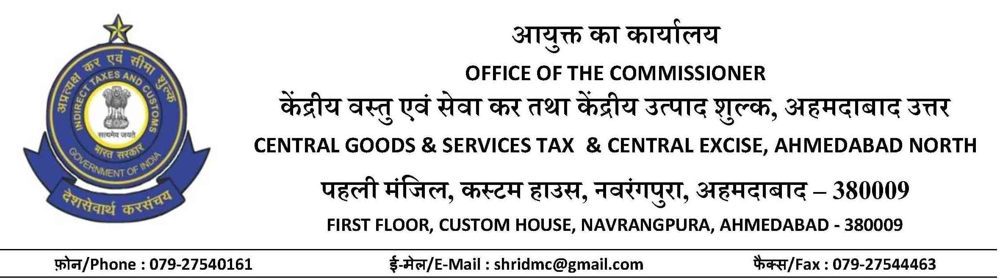 अप्रत्यक्ष कर एवं सीमा शुल्क
INDIRECT TAXES AND CUSTOMS
सत्यमेव जयते
भारत सरकार
GOVERNMENT OF INDIA
देशसेवार्थ करसंचय
आयुक्त का कार्यालय
OFFICE OF THE COMMISSIONER
केंद्रीय वस्तु एवं सेवा कर तथा केंद्रीय उत्पाद शुल्क, अहमदाबाद उत्तर
CENTRAL GOODS & SERVICES TAX & CENTRAL EXCISE, AHMEDABAD NORTH
पहली मंजिल, कस्टम हाउस, नवरंगपुरा, अहमदाबाद – 380009
FIRST FLOOR, CUSTOM HOUSE, NAVRANGPURA, AHMEDABAD - 380009
फ़ोन/Phone : 079-27540161 ई-मेल/E-Mail : shridmc@gmail.com फैक्स/Fax : 079-27544463